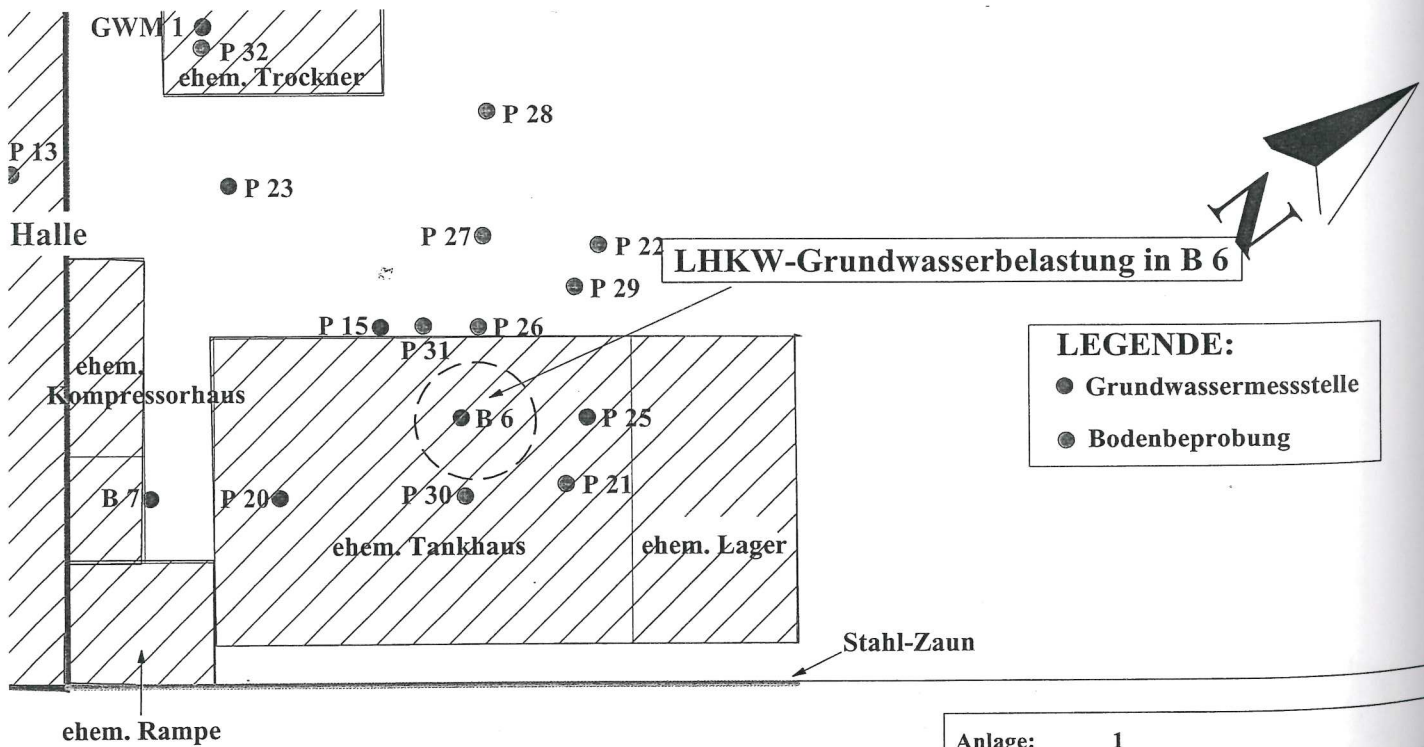 GWM 1
P 32
ehem. Trockner
P 28
P 13
P 23
N
Halle
P 27
P 22
LHKW-Grundwasserbelastung in B 6
P 29
P 15
P 31
P 26
LEGENDE:
Grundwassermessstelle
Bodenbeprobung
ehem.
Kompressorhaus
B 6
P 25
B 7
P 20
P 30
P 21
ehem. Tankhaus
ehem. Lager
Stahl-Zaun
ehem. Rampe
Anlage: 1